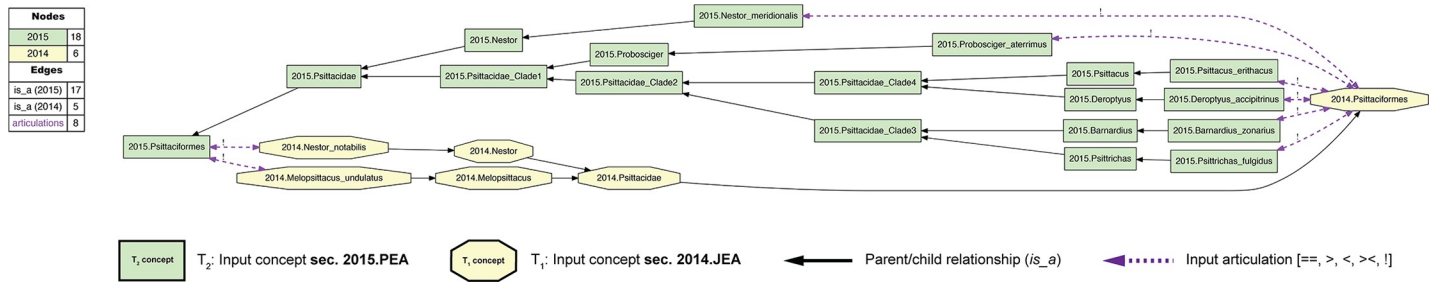 Nodes
2015 18
2014 6
Edges
is_a (2015) 17
is_a (2014) 5
articulations 8
2015.Nestor_meridionalis
!
2015.Nestor
2015.Probosciger
2015.Probosciger_aterrimus
!
2015.Psittacidae
2015.Psittacidae_Clade1
2015.Psittacidae_Clade2
2015.Psittacidae_Clade4
2015.Psittacus
2015.Psittacus_erithacus
!
2015.Deroptyus
2015.Deroptyus_accipitrinus
!
2014.Psittaciformes
2015.Psittacidae_Clade3
2015.Barnardius
2015.Barnardius_zonarius
!
2015.Psittrichas
2015.Psittrichas_fulgidus
!
2015.Psittaciformes
!
!
2014.Nestor_notabilis
2014.Nestor
2014.Melopsittacus_undulatus
2014.Melopsittacus
2014.Psittacidae
T2 concept
T2: Input concept sec. 2015.PEA
T1 concept
T1: Input concept sec. 2014.JEA
Parent/child relationship (is_a)
Input articulation [==, >, <, ><, !]